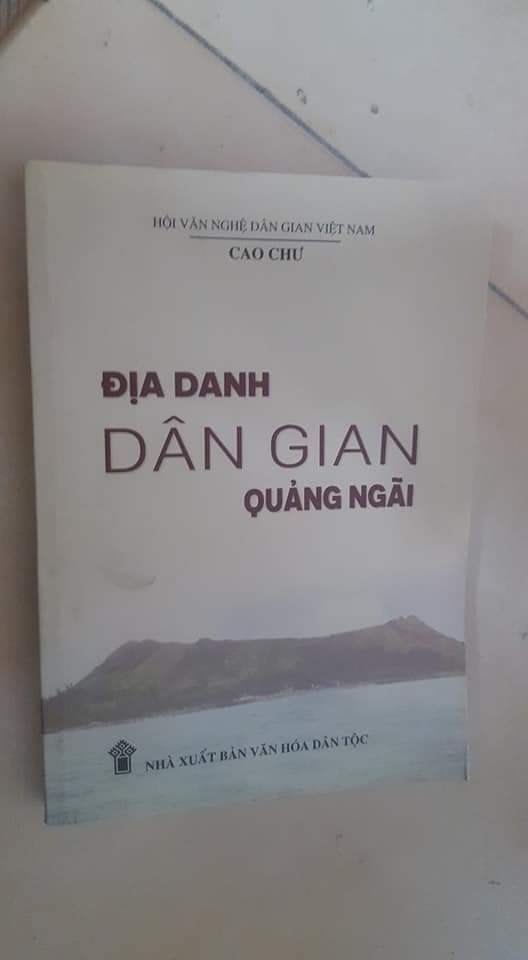 HỘI VĂN NGHỆ DÂN GIAN VIỆT NAM
CAO CHƯ
ĐỊA DANH
DÂN GIAN
QUẢNG NGÃI
NHÀ XUẤT BẢN VĂN HÓA DÂN TỘC